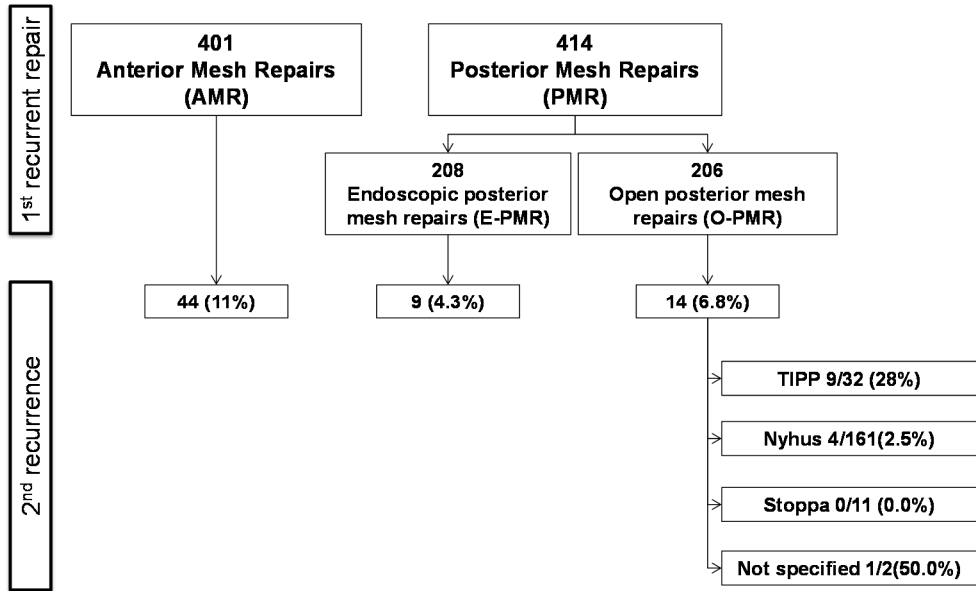 1st recurrent repair
401
Anterior Mesh Repairs
(AMR)
414
Posterior Mesh Repairs
(PMR)
208
Endoscopic posterior
mesh repairs (E-PMR)
206
Open posterior mesh
repairs (O-PMR)
2nd recurrence
44 (11%)
9 (4.3%)
14 (6.8%)
TIPP 9/32 (28%)
Nyhus 4/161(2.5%)
Stoppa 0/11 (0.0%)
Not specified 1/2(50.0%)